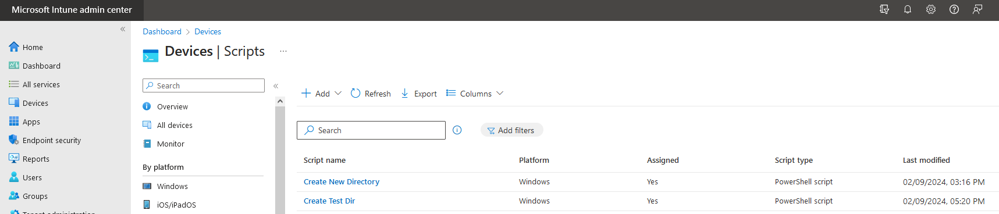 Microsoft Intune admin center
Home
Dashboard
All services
Devices
Apps
Endpoint security
Reports
Users
Groups
Tenant administration
Dashboard > Devices
Devices | Scripts ...
Search
Overview
All devices
Monitor
By platform
Windows
iOS/iPadOS
Add
Refresh
Export
Columns
Search
Add filters
Script name Platform Assigned Script type Last modified
Create New Directory Windows Yes PowerShell script 02/09/2024, 03:16 PM
Create Test Dir Windows Yes PowerShell script 02/09/2024, 05:20 PM